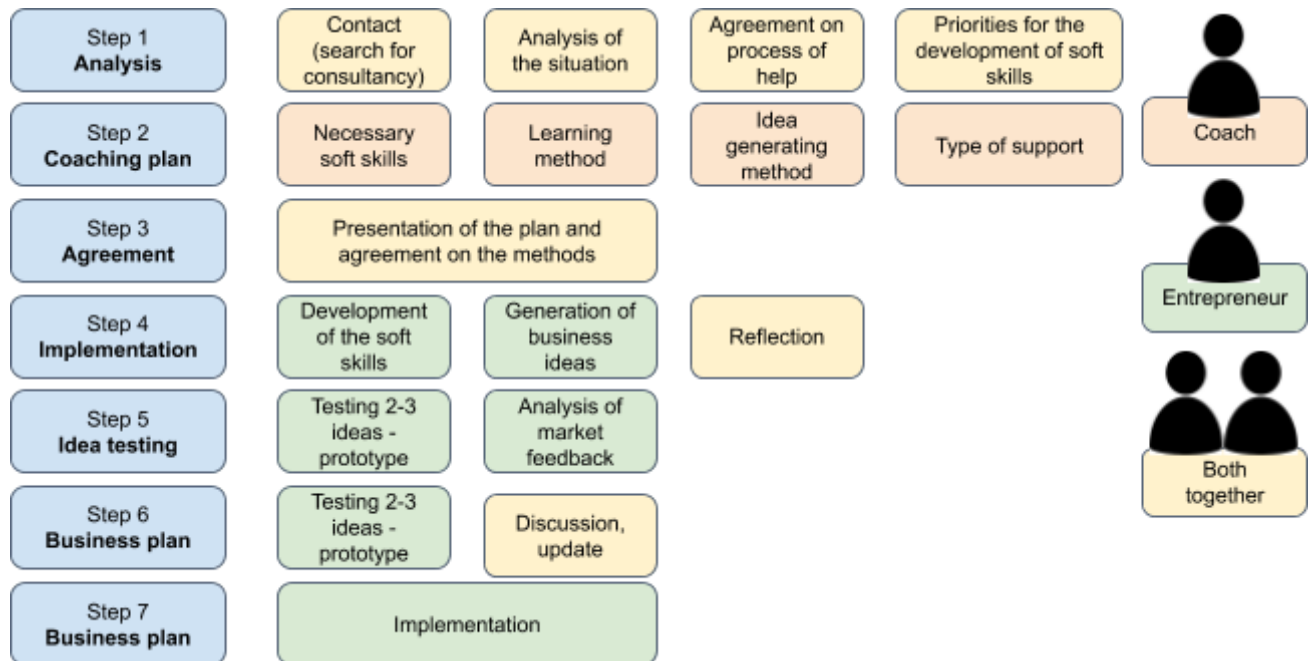 Step 1
Analysis
Contact
(search for
consultancy)
Analysis of
the situation
Agreement on
process of
help
Priorities for the
development of soft
skills
Step 2
Coaching plan
Necessary
soft skills
Learning
method
Idea
generating
method
Type of support
Step 3
Agreement
Presentation of the plan and
agreement on the methods
Step 4
Implementation
Development
of the soft
skills
Generation of
business
ideas
Reflection
Step 5
Idea testing
Testing 2-3
ideas -
prototype
Analysis of
market
feedback
Step 6
Business plan
Testing 2-3
ideas -
prototype
Discussion,
update
Step 7
Business plan
Implementation
Coach
Entrepreneur
Both
together